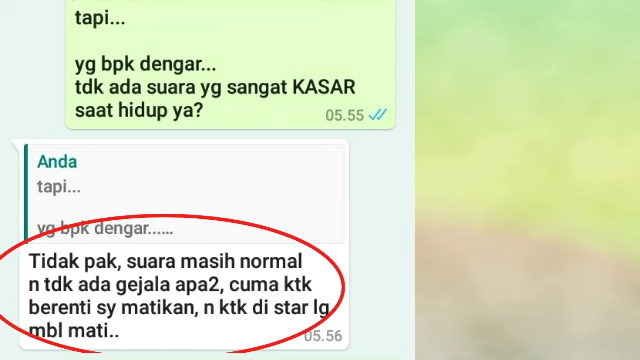 tapi...
yg bpk dengar...
tdk ada suara yg sangat KASAR
saat hidup ya?
05.55
Anda
tapi...
yg bpk dengar......
Tidak pak, suara masih normal
n tdk ada gejala apa2, cuma ktk
berenti sy matikan, n ktk di star lg
mbl mati..
05.56